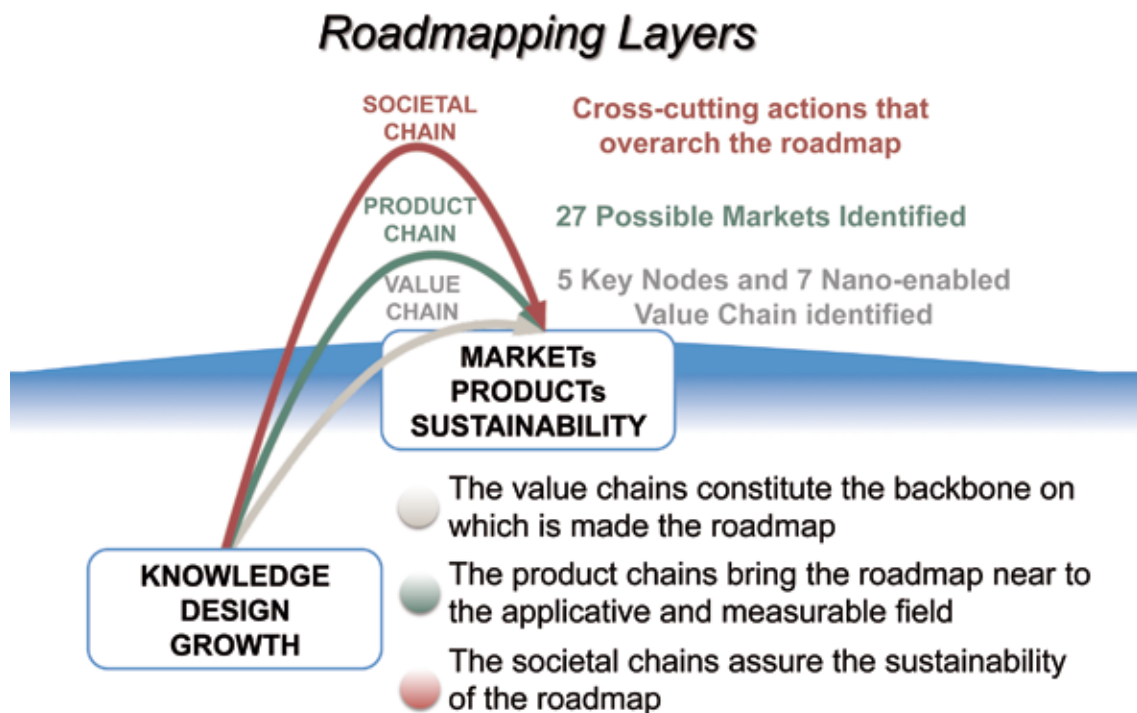 Roadmapping Layers
SOCIETAL
CHAIN
Cross-cutting actions that
overarch the roadmap
PRODUCT
CHAIN
27 Possible Markets Identified
VALUE
CHAIN
5 Key Nodes and 7 Nano-enabled
Value Chain identified
MARKETs
PRODUCTs
SUSTAINABILITY
The value chains constitute the backbone on
which is made the roadmap
KNOWLEDGE
DESIGN
GROWTH
The product chains bring the roadmap near to
the applicative and measurable field
The societal chains assure the sustainability
of the roadmap